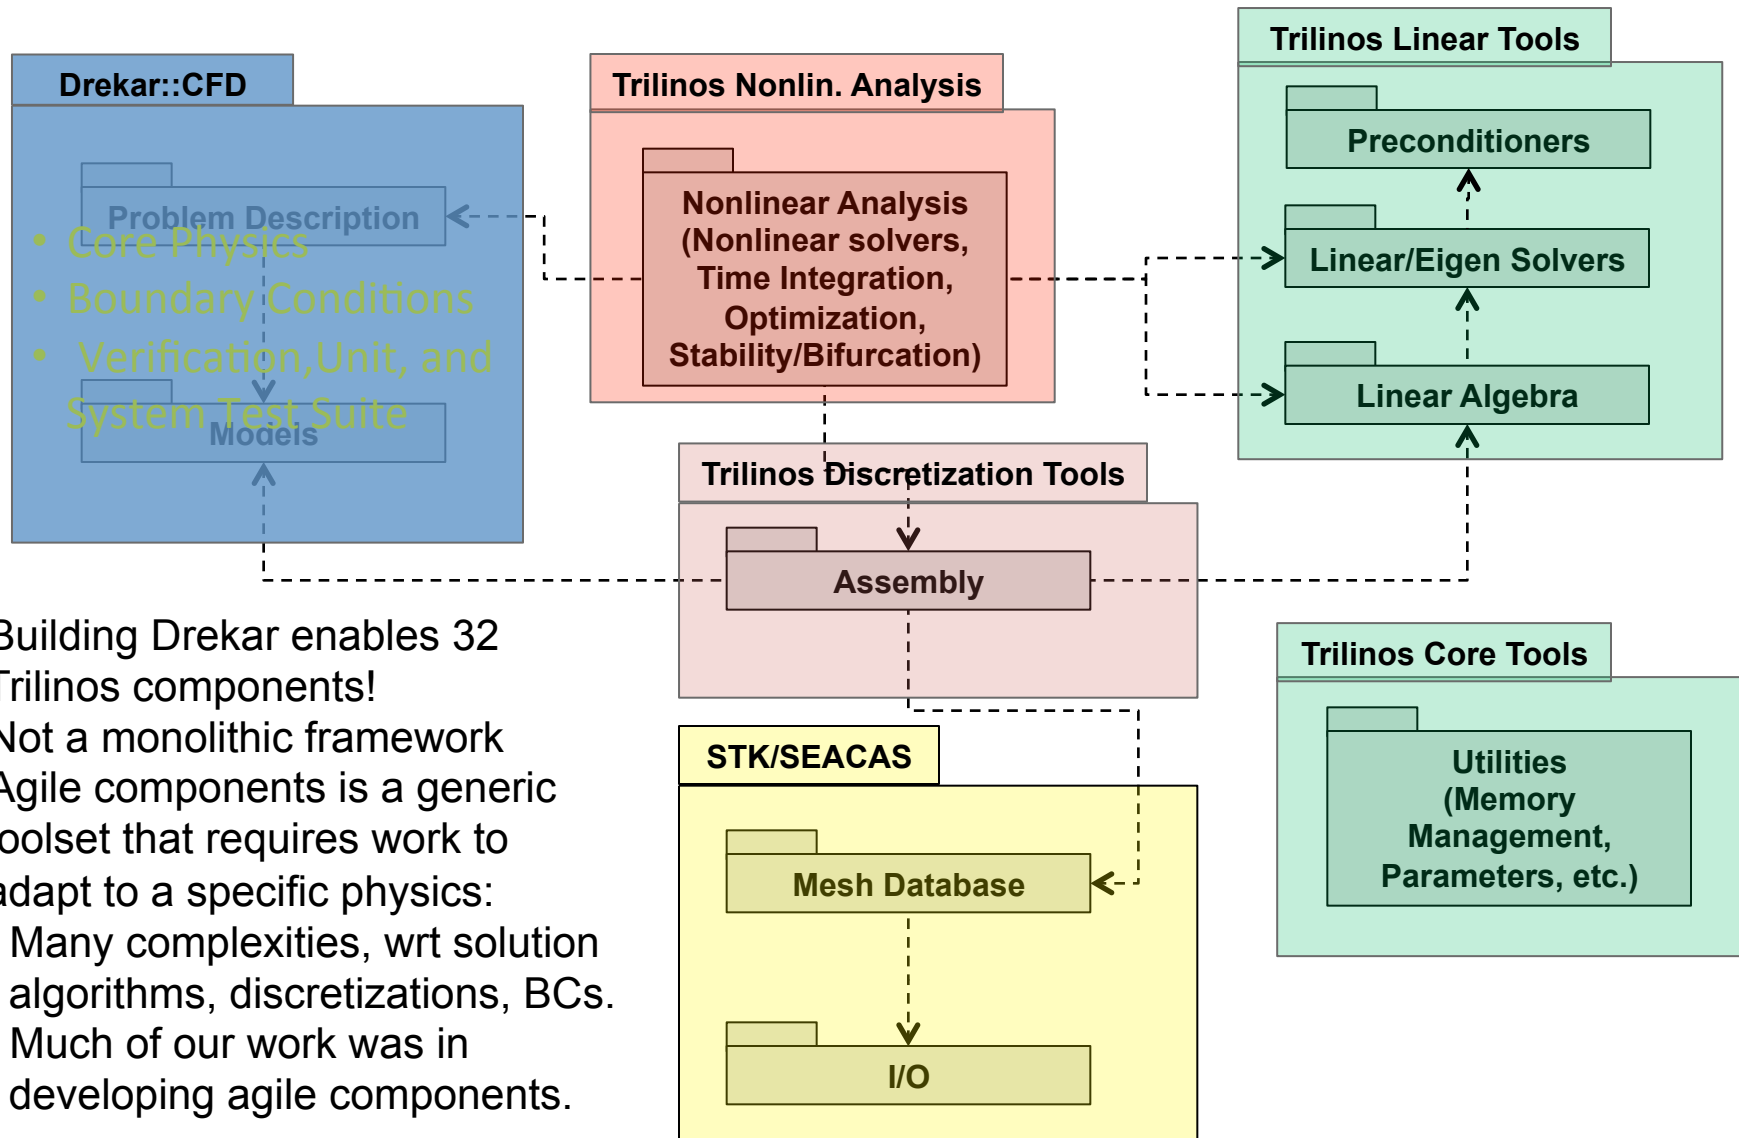 Drekar::CFD
Problem Description
• Core Physics
• Boundary Conditions
• Verification,Unit, and
System Test Suite
Models
Trilinos Nonlin. Analysis
Nonlinear Analysis
(Nonlinear solvers,
Time Integration,
Optimization,
Stability/Bifurcation)
Trilinos Linear Tools
Preconditioners
Linear/Eigen Solvers
Linear Algebra
Trilinos Discretization Tools
Assembly
Building Drekar enables 32
Trilinos components!
Not a monolithic framework
Agile components is a generic
toolset that requires work to
adapt to a specific physics:
Many complexities, wrt solution
algorithms, discretizations, BCs.
Much of our work was in
developing agile components.
STK/SEACAS
Mesh Database
I/O
Trilinos Core Tools
Utilities
(Memory
Management,
Parameters, etc.)